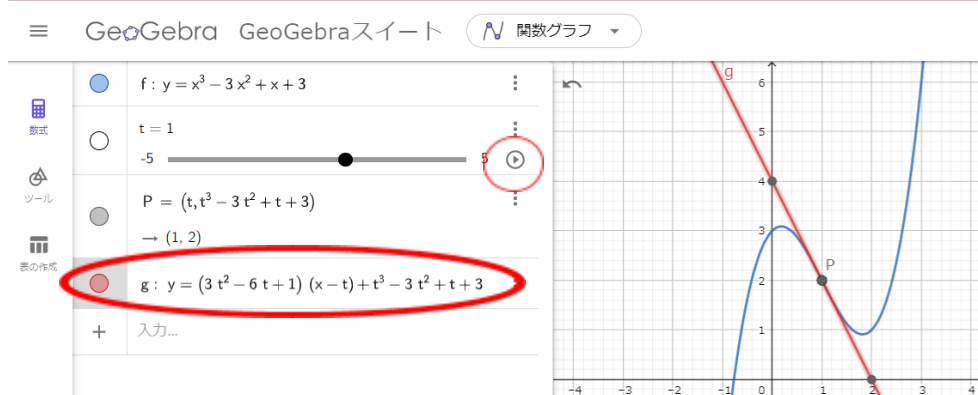 GeoGebra GeoGebraスイート 関数グラフ
f : y = x³ − 3 x² + x + 3
数式
t = 1
-5 5
ツール
P = (t, t³ − 3 t² + t + 3)
→ (1, 2)
表の作成
g : y = (3 t² − 6 t + 1) (x − t) + t³ − 3 t² + t + 3
入力...
g
6
5
4
3
P
2
1
-4 -3 -2 -1 0 1 2 3 4